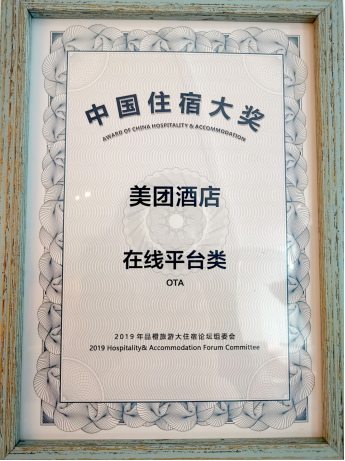 中国住宿大奖
AWARD OF CHINA HOSPITALITY & ACCOMMODATION
美团酒店
在线平台类
OTA
2019年品橙旅游大住宿论坛组委会
2019 Hospitality& Accommodation Forum Committee